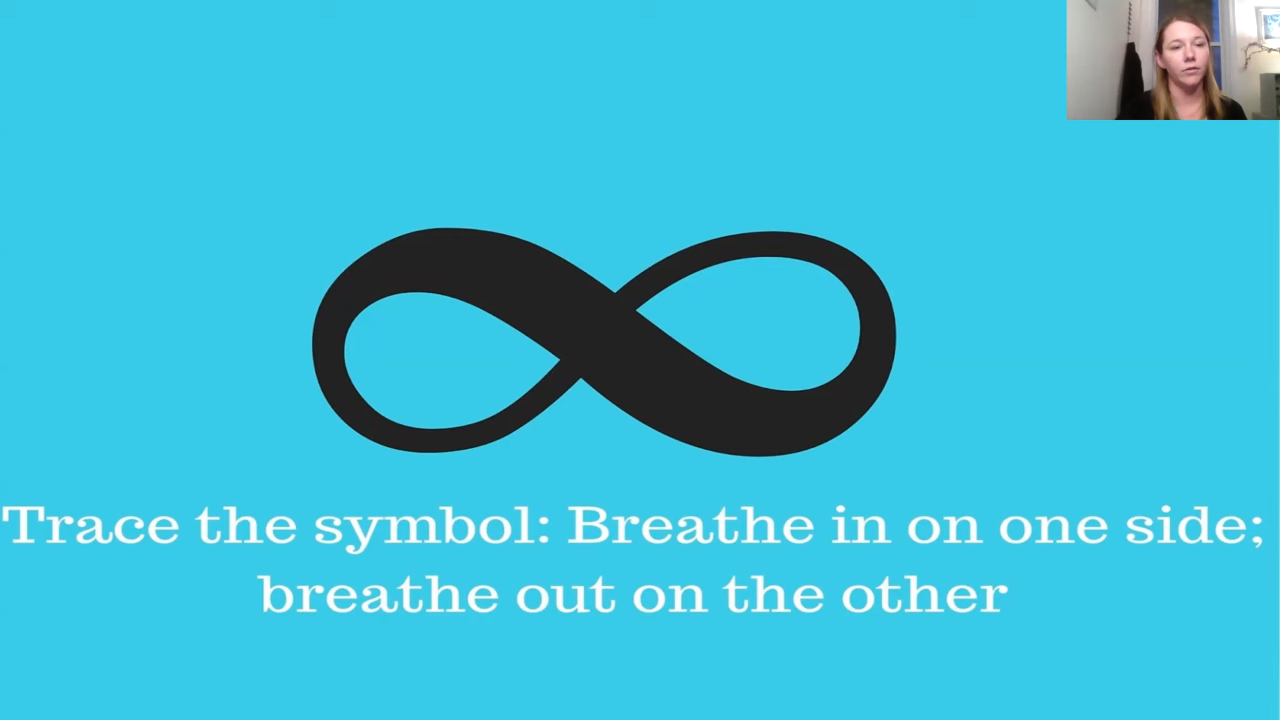 Trace the symbol: Breathe in on one side;
breathe out on the other